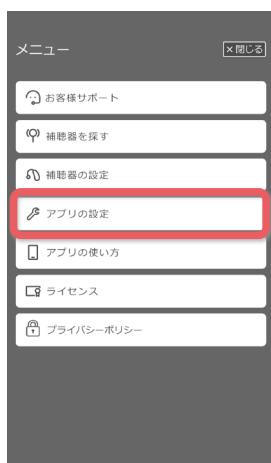 メニュー
×閉じる
お客様サポート
補聴器を探す
補聴器の設定
アプリの設定
アプリの使い方
ライセンス
プライバシーポリシー